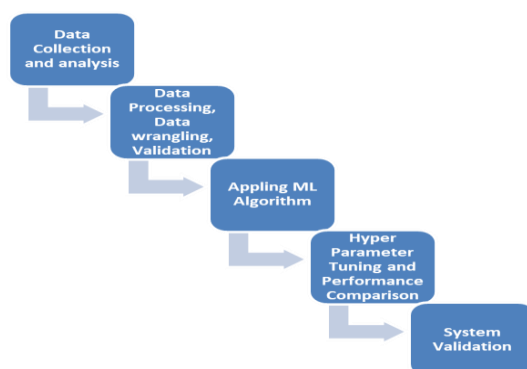 Data
Collection
and analysis
Data
Processing,
Data
wrangling,
Validation
Appling ML
Algorithm
Hyper
Parameter
Tuning and
Performance
Comparison
System
Validation